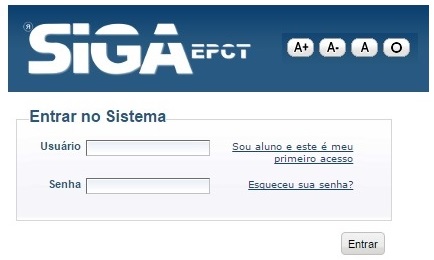 ® SIGA EPCT
A+ A- A O
Entrar no Sistema
Usuário
Sou aluno e este é meu
primeiro acesso
Senha
Esqueceu sua senha?
Entrar